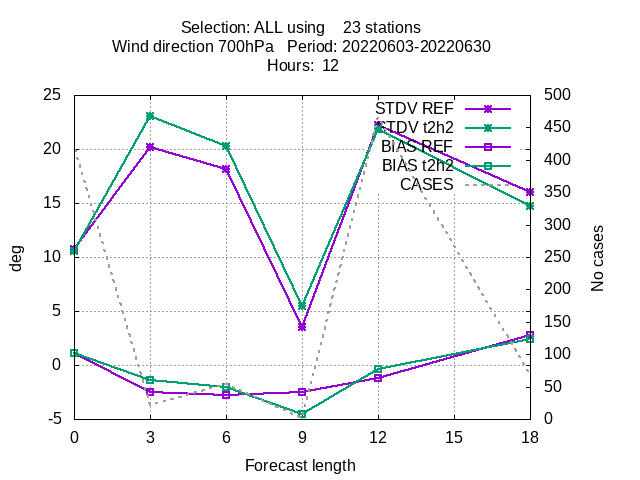 Selection: ALL using    23 stations
Wind direction 700hPa   Period: 20220603-20220630
Hours:  12
25
20
15
10
5
0
-5
deg
STDV REF
STDV t2h2
BIAS REF
BIAS t2h2
CASES
500
450
400
350
300
250
200
150
100
50
0
No cases
0 3 6 9 12 15 18
Forecast length